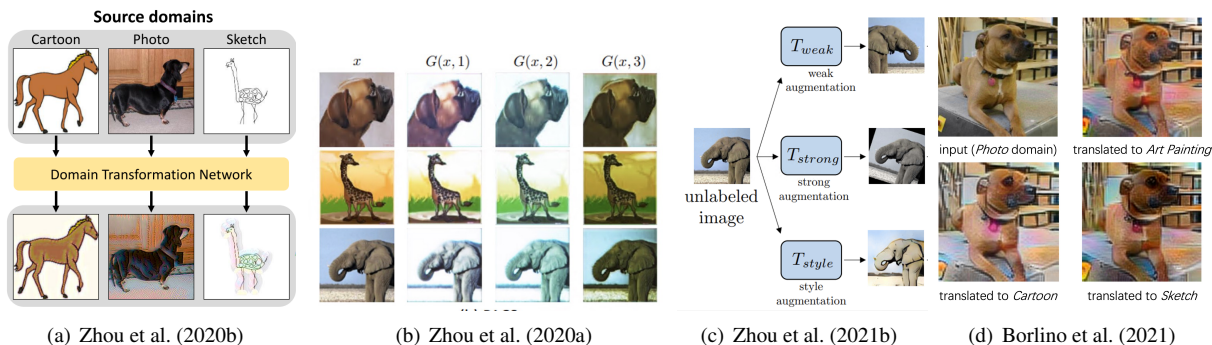 Source domains
Cartoon Photo Sketch
Domain Transformation Network
(a) Zhou et al. (2020b)
x G(x, 1) G(x, 2) G(x, 3)
(b) Zhou et al. (2020a)
unlabeled
image
T_weak
weak
augmentation
T_strong
strong
augmentation
T_style
style
augmentation
(c) Zhou et al. (2021b)
input (Photo domain) translated to Art Painting
translated to Cartoon translated to Sketch
(d) Borlino et al. (2021)